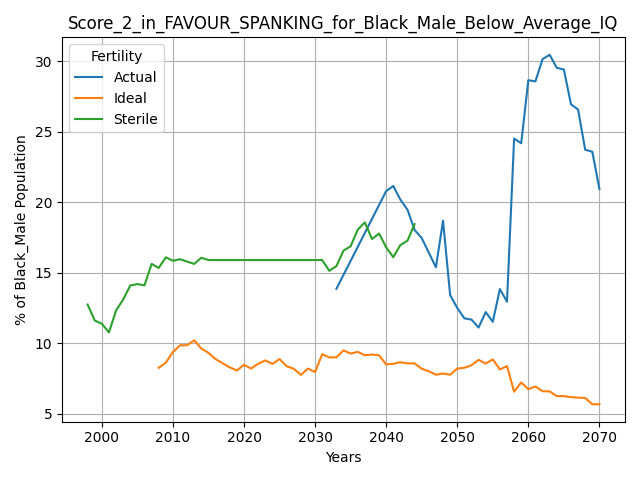 Score_2_in_FAVOUR_SPANKING_for_Black_Male_Below_Average_IQ
Fertility
Actual
Ideal
Sterile
% of Black_Male Population
30
25
20
15
10
5
2000 2010 2020 2030 2040 2050 2060 2070
Years